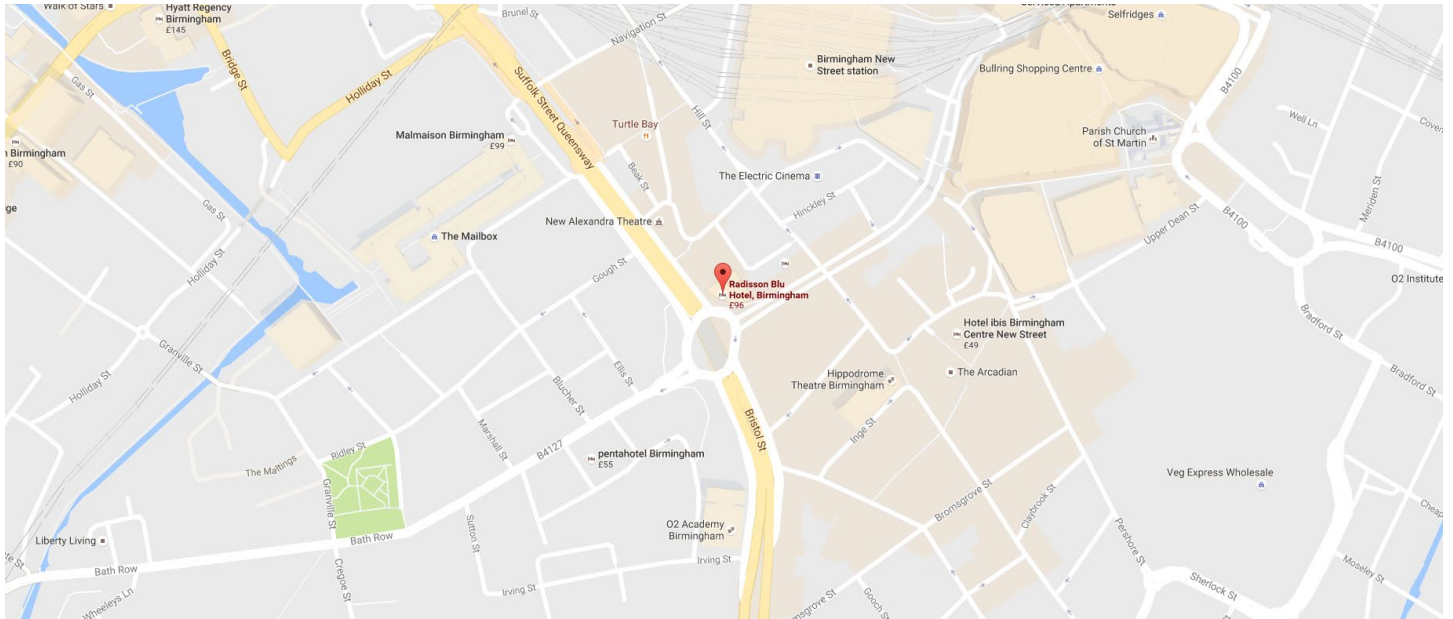 Walk of Stars
Hyatt Regency
Birmingham
£145
Brunel St
Navigation St
Selfridges
Bridge St
Holliday St
Gas St
Suffolk Street Queensway
Birmingham New
Street station
Bullring Shopping Centre
B4100
Well Ln
Turtle Bay
Hill St
Malmaison Birmingham
£99
Parish Church
of St Martin
Birmingham
£90
The Electric Cinema
Beak St
Meriden St
Gas St
Hinckley St
New Alexandra Theatre
Upper Dean St
B4100
The Mailbox
B4100
Holliday St
Gough St
O2 Institute
Radisson Blu
Hotel, Birmingham
£96
Bradford St
Hotel ibis Birmingham
Centre New Street
£49
Granville St
Ellis St
Hippodrome
Theatre Birmingham
The Arcadian
Bradford St
Holliday St
Blucher St
Bristol St
Inge St
Marshall St
Ridley St
B4127
pentahotel Birmingham
£55
The Maltings
Veg Express Wholesale
Granville St
Bromsgrove St
Claybrook St
O2 Academy
Birmingham
Sutton St
Pershore St
Liberty Living
Bath Row
Bath Row
Irving St
Moseley St
Cregoe St
Irving St
Sherlock St
Wheeleys Ln
Gooch St